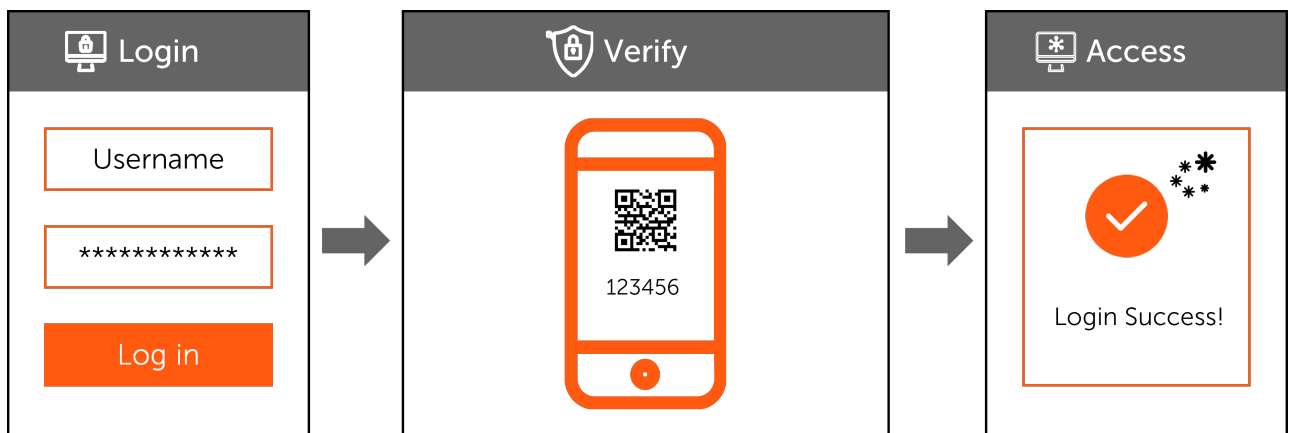 Login
Username
************
Log in
Verify
123456
Access
Login Success!